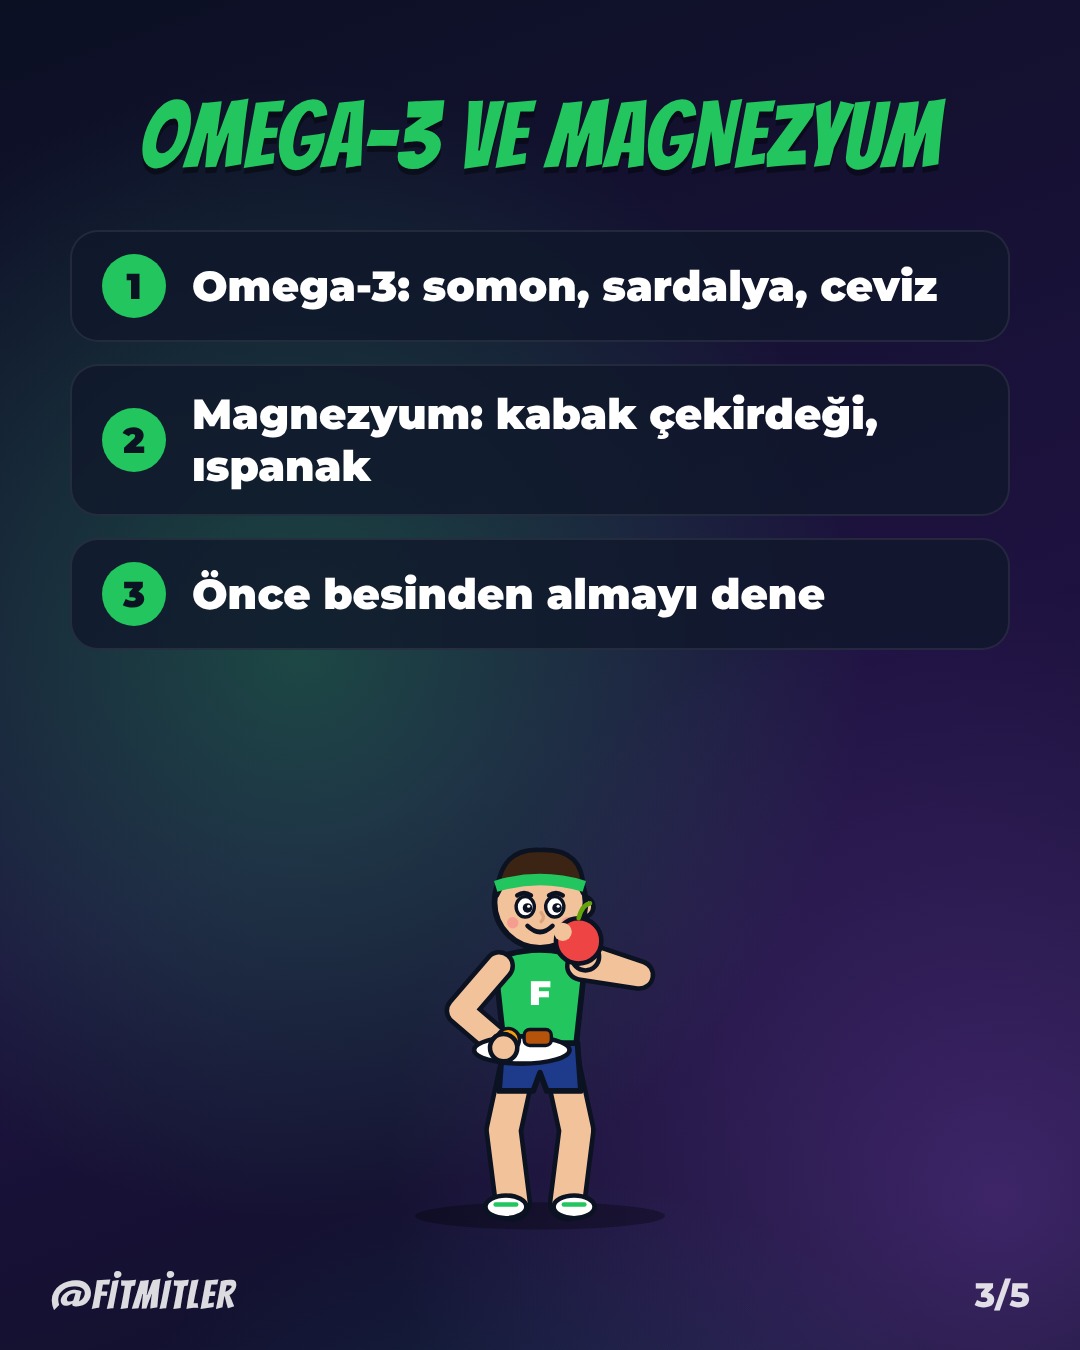 OMEGA-3 VE MAGNEZYUM
1 Omega-3: somon, sardalya, ceviz
2 Magnezyum: kabak çekirdeği,
ıspanak
3 Önce besinden almayı dene
F
@FİTMİTLER
3/5